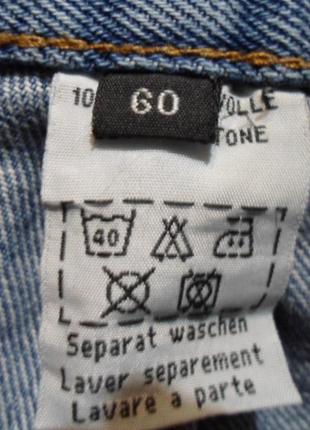 60
10 VOLLE
TONE
40
Separat waschen
Laver separement
Lavare a parte